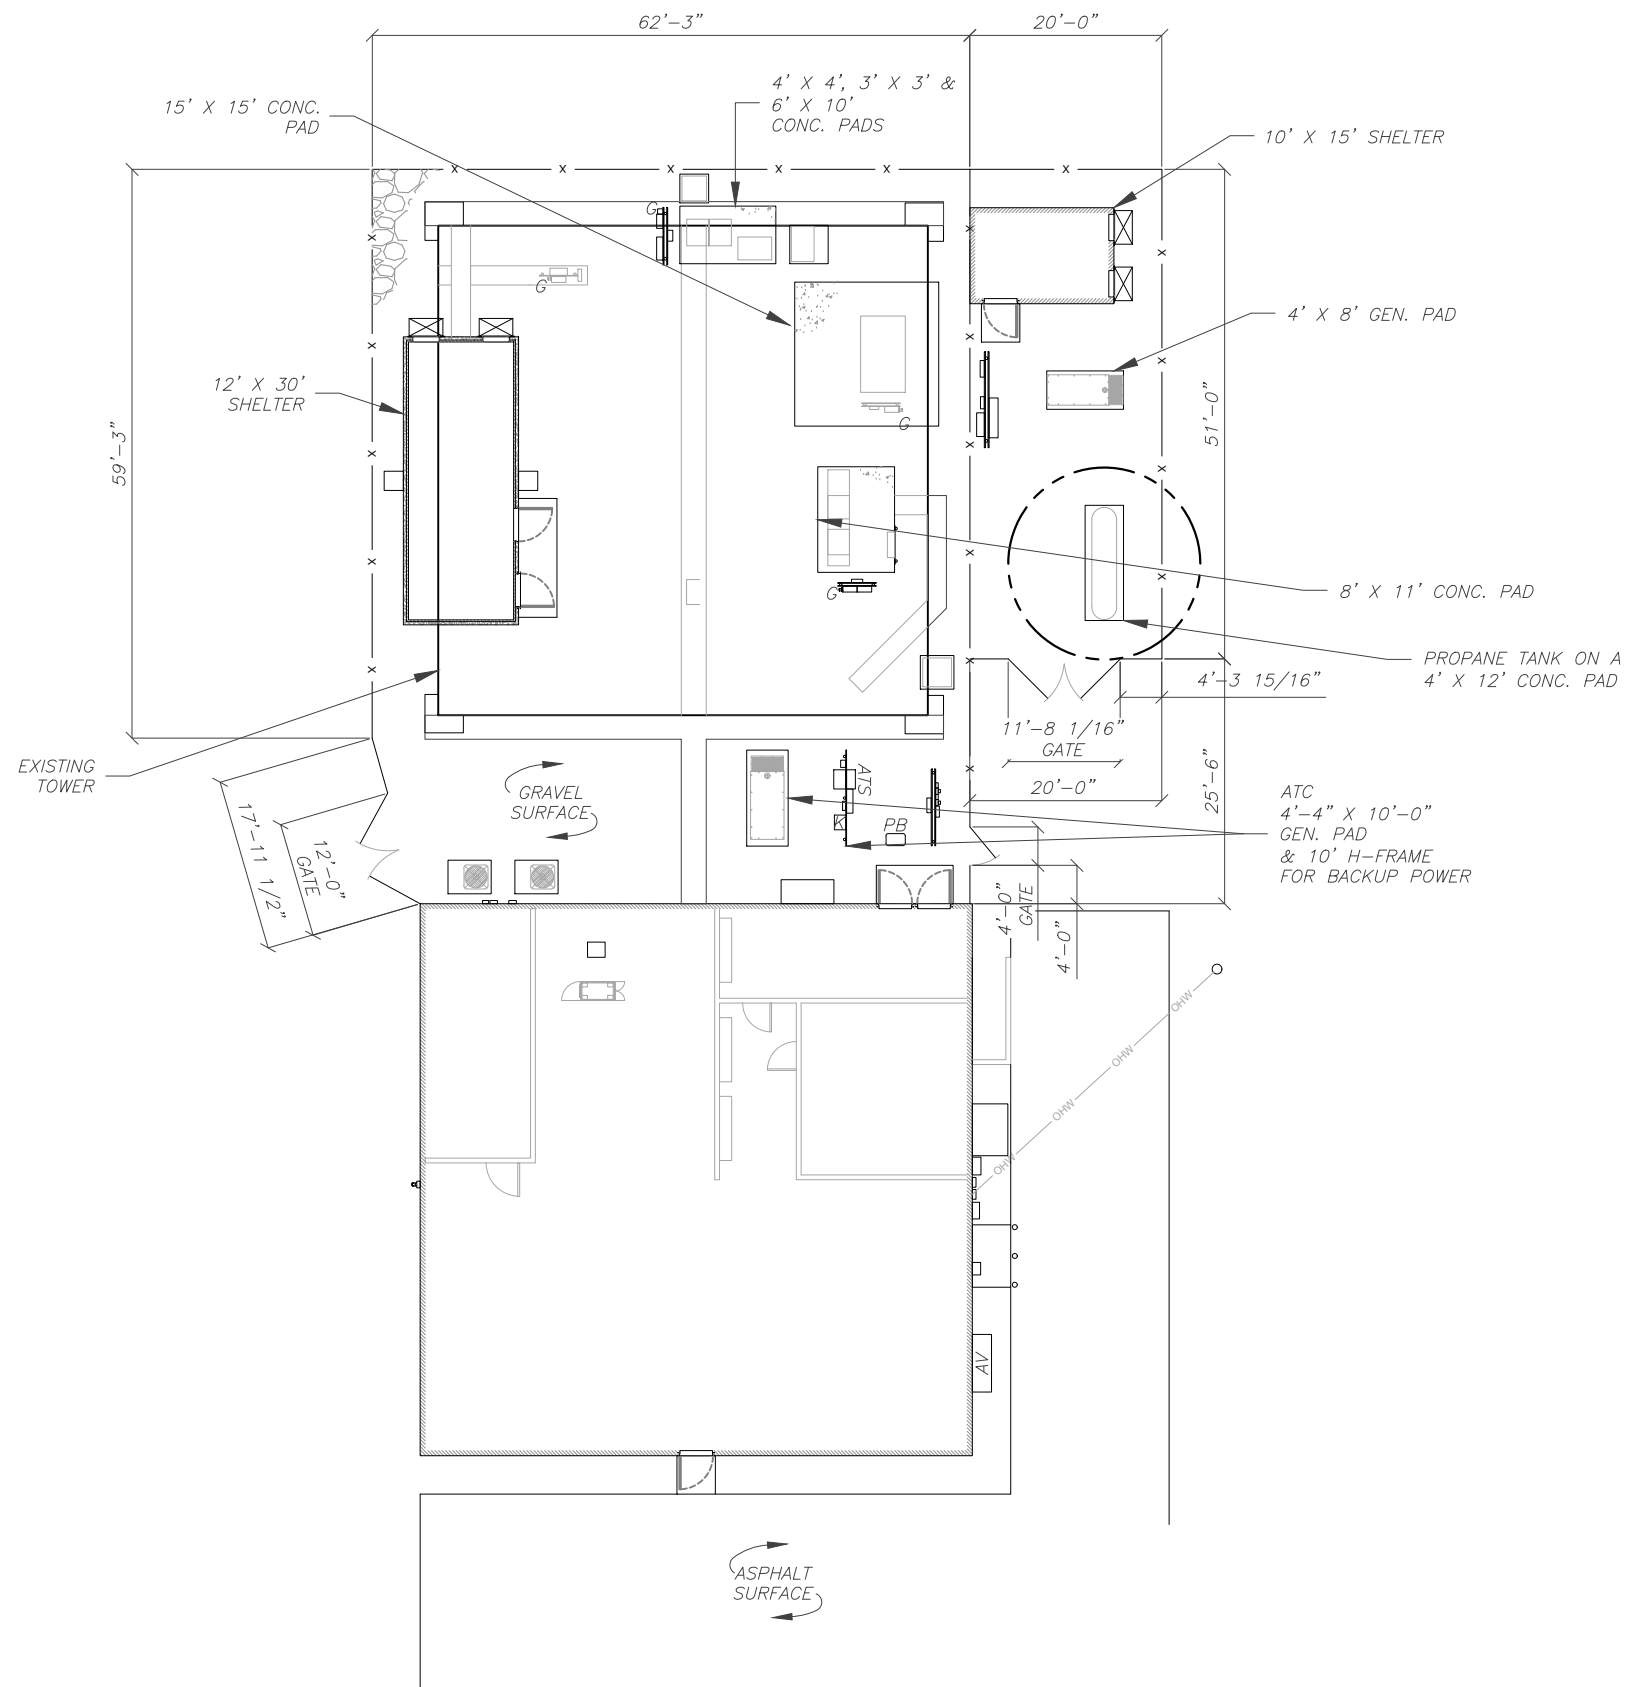 62'-3"
20'-0"
4' X 4', 3' X 3' &
6' X 10'
CONC. PADS
15' X 15' CONC.
PAD
10' X 15' SHELTER
x x x x x x
G
x
x
G
4' X 8' GEN. PAD
x
x
x
12' X 30'
SHELTER
51'-0"
G
59'-3"
x
x
x
x
x
x
G
8' X 11' CONC. PAD
x
x
PROPANE TANK ON A
4' X 12' CONC. PAD
4'-3 15/16"
11'-8 1/16"
GATE
EXISTING
TOWER
x
20'-0"
25'-6"
GRAVEL
SURFACE
ATS
K
PB
ATC
4'-4" X 10'-0"
GEN. PAD
& 10' H-FRAME
FOR BACKUP POWER
17'-11 1/2"
12'-0"
GATE
4'-0"
GATE
4'-0"
OHW
OHW
OHW
OHW
AV
ASPHALT
SURFACE